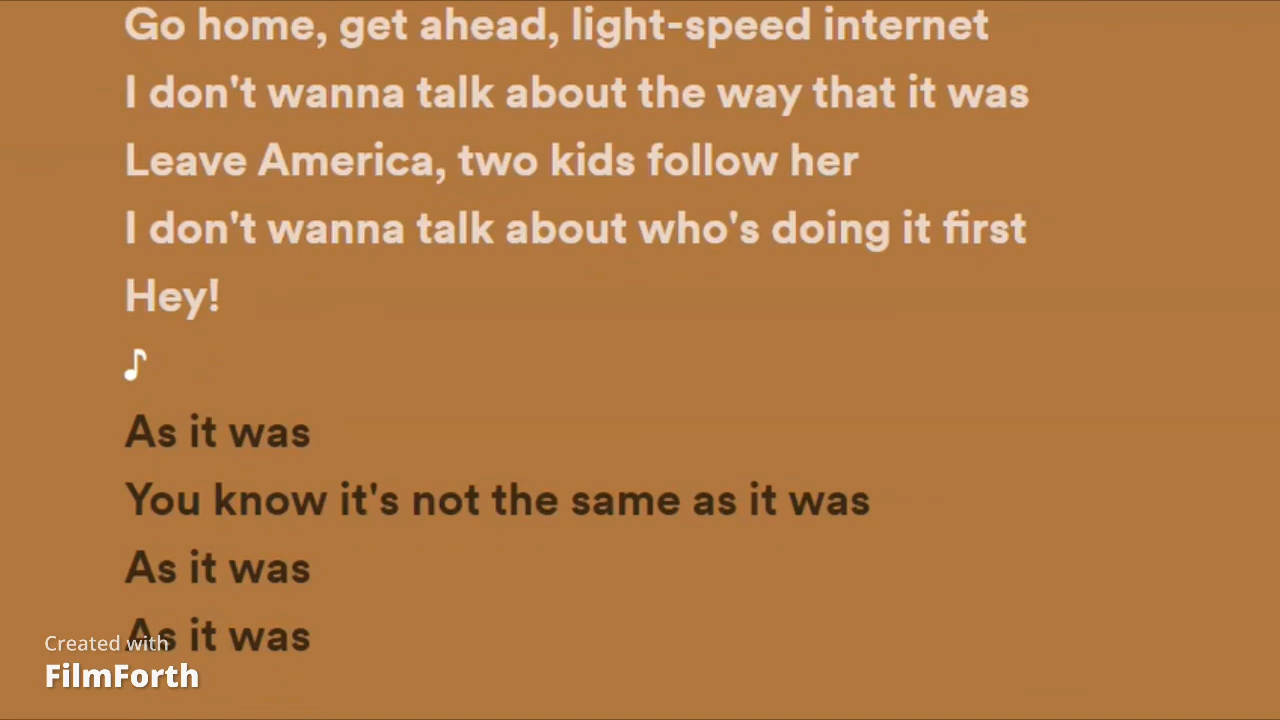 Go home, get ahead, light-speed internet
I don't wanna talk about the way that it was
Leave America, two kids follow her
I don't wanna talk about who's doing it first
Hey!
♪
As it was
You know it's not the same as it was
As it was
As it was
Created with
FilmForth